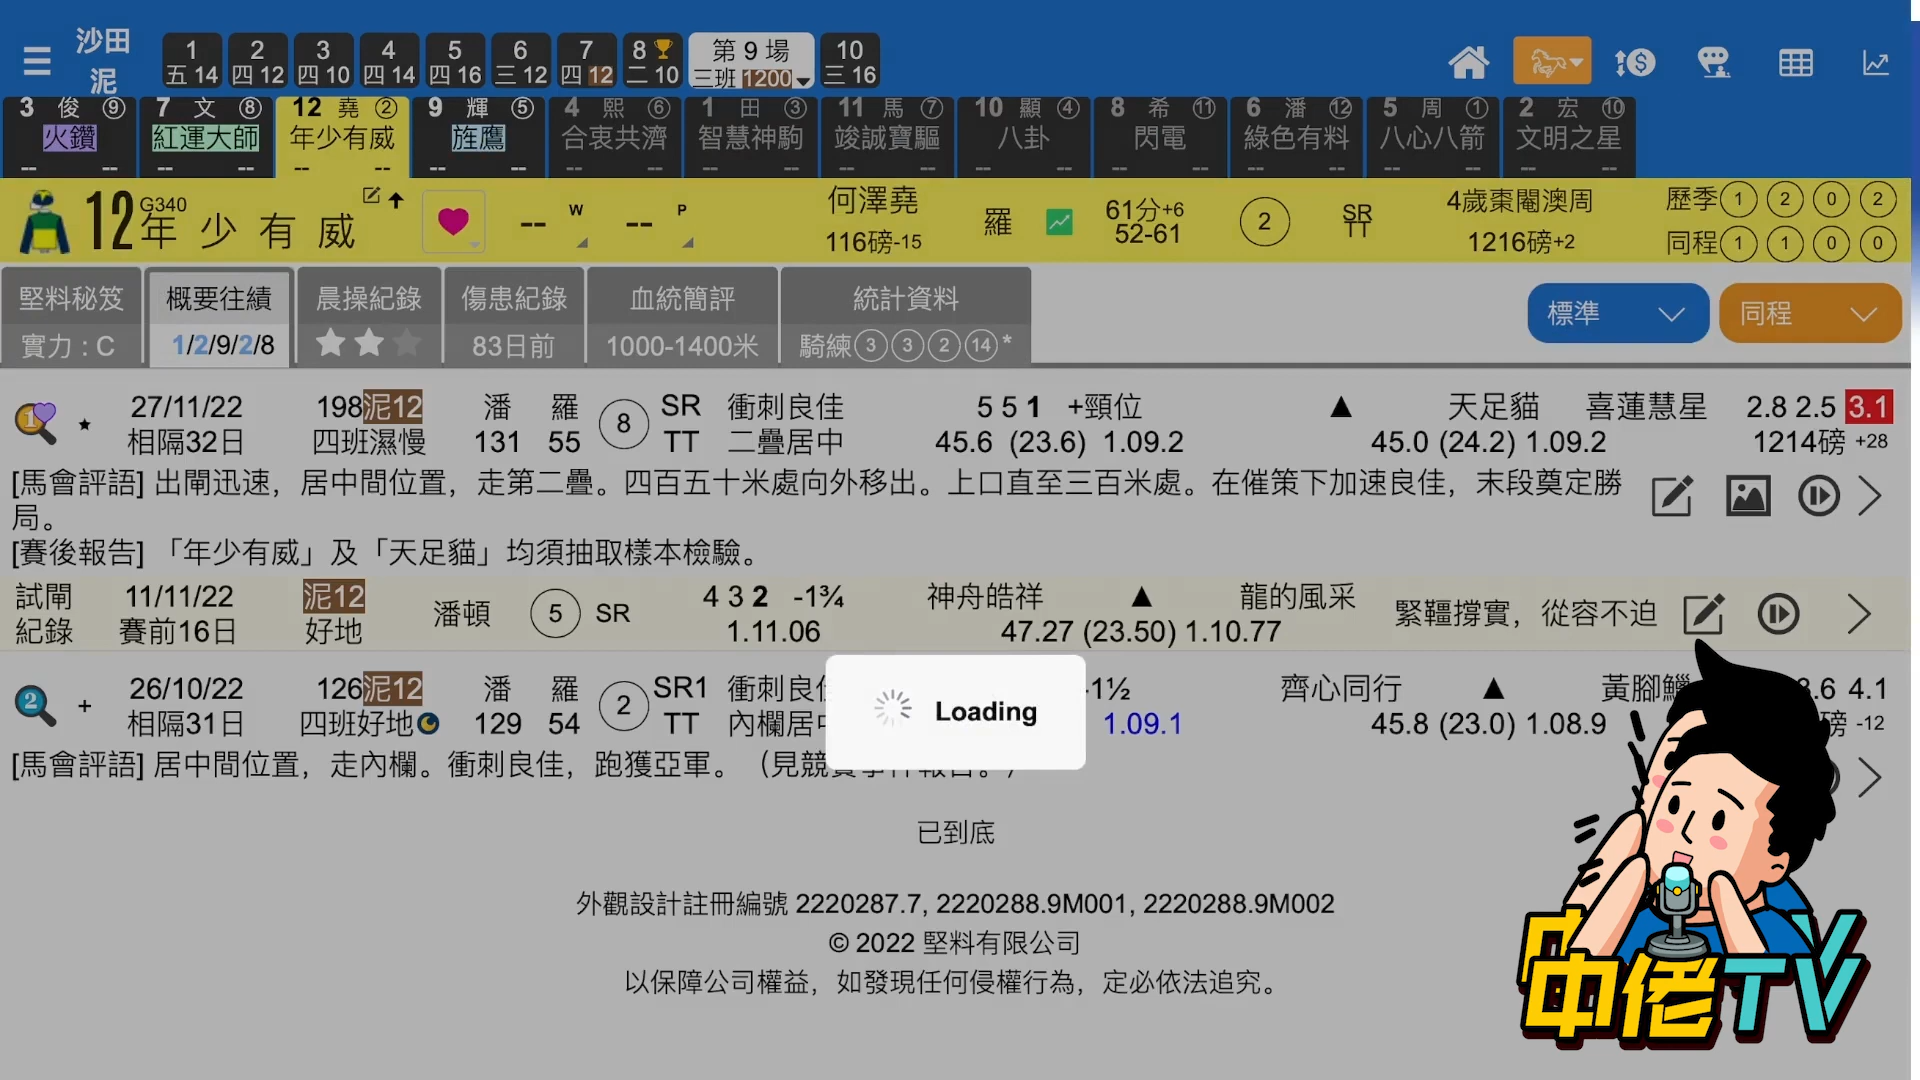 沙田
泥
1
五 14
2
四 12
3
四 10
4
四 14
5
四 16
6
三 12
7
四 12
8
二 10
第 9 場
三班 1200
10
三 16
3 俊 ⑨
火鑽
-- --
7 文 ⑧
紅運大師
-- --
12 堯 ②
年少有威
-- --
9 輝 ⑤
旌鷹
-- --
4 熙 ⑥
合衷共濟
-- --
1 田 ③
智慧神駒
-- --
11 馬 ⑦
竣誠寶驅
-- --
10 顯 ④
八卦
-- --
8 希 ⑪
閃電
-- --
6 潘 ⑫
綠色有料
-- --
5 周 ①
八心八箭
-- --
2 宏 ⑩
文明之星
-- --
12 G340
年少有威
-- W
-- P
何澤堯
116磅-15
羅
61分+6
52-61
2
SR
TT
4歲棗閹澳周
1216磅+2
歷季 1 2 0 2
同程 1 1 0 0
堅料秘笈
實力 : C
概要往績
1/2/9/2/8
晨操紀錄
傷患紀錄
83日前
血統簡評
1000-1400米
統計資料
騎練 3 3 2 14 *
標準
同程
1 ★ 27/11/22 198泥12 潘 羅 8 SR 衝刺良佳 5 5 1 +頸位 ▲ 天足貓 喜蓮慧星 2.8 2.5 3.1
相隔32日 四班濕慢 131 55 TT 二疊居中 45.6 (23.6) 1.09.2 45.0 (24.2) 1.09.2 1214磅 +28
[馬會評語] 出閘迅速，居中間位置，走第二疊。四百五十米處向外移出。上口直至三百米處。在催策下加速良佳，末段奠定勝
局。
[賽後報告] 「年少有威」及「天足貓」均須抽取樣本檢驗。
試閘 11/11/22 泥12 潘頓 5 SR 4 3 2 -1¾ 神舟皓祥 ▲ 龍的風采 緊韁撐實，從容不迫
紀錄 賽前16日 好地 1.11.06 47.27 (23.50) 1.10.77
2 + 26/10/22 126泥12 潘 羅 2 SR1 衝刺良 1½ 齊心同行 ▲ 黃腳 .6 4.1
相隔31日 四班好地 129 54 TT 內欄居 1.09.1 45.8 (23.0) 1.08.9 磅 -12
[馬會評語] 居中間位置，走內欄。衝刺良佳，跑獲亞軍。（見競
Loading
已到底
外觀設計註冊編號 2220287.7, 2220288.9M001, 2220288.9M002
© 2022 堅料有限公司
以保障公司權益，如發現任何侵權行為，定必依法追究。
中佬TV